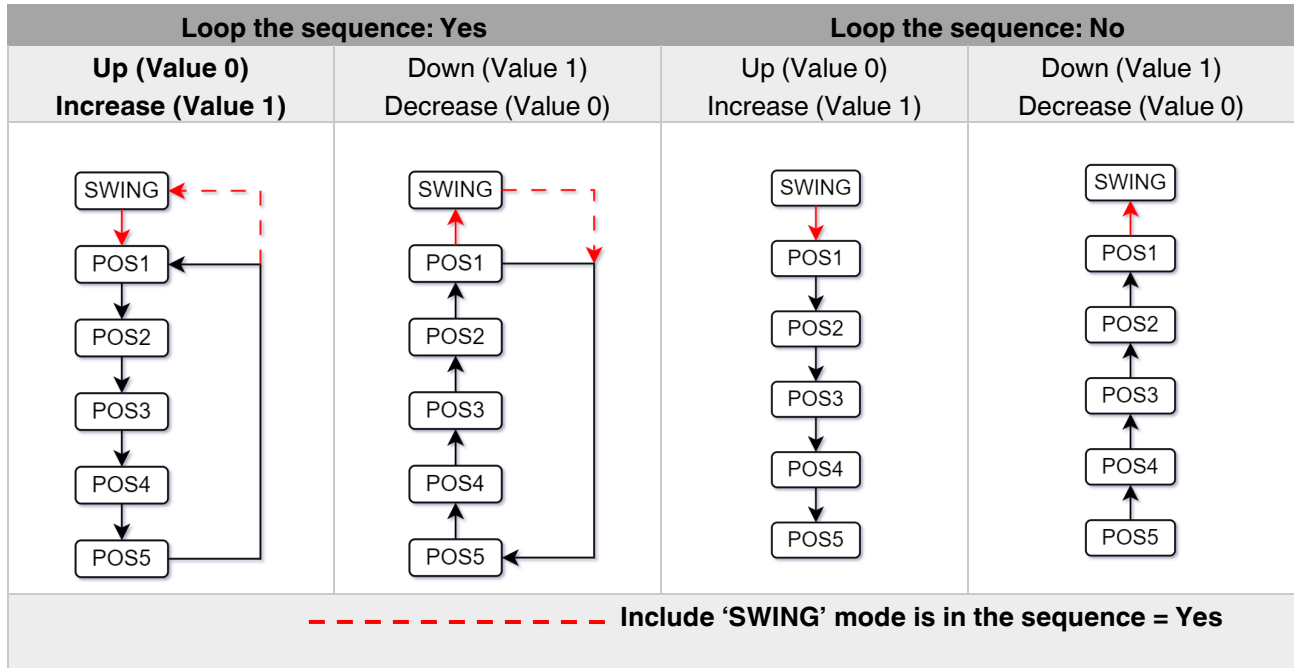 Loop the sequence: Yes
Loop the sequence: No
Up (Value 0)
Increase (Value 1)
Down (Value 1)
Decrease (Value 0)
Up (Value 0)
Increase (Value 1)
Down (Value 1)
Decrease (Value 0)
SWING
POS1
POS2
POS3
POS4
POS5
SWING
POS1
POS2
POS3
POS4
POS5
SWING
POS1
POS2
POS3
POS4
POS5
SWING
POS1
POS2
POS3
POS4
POS5
Include ‘SWING’ mode is in the sequence = Yes